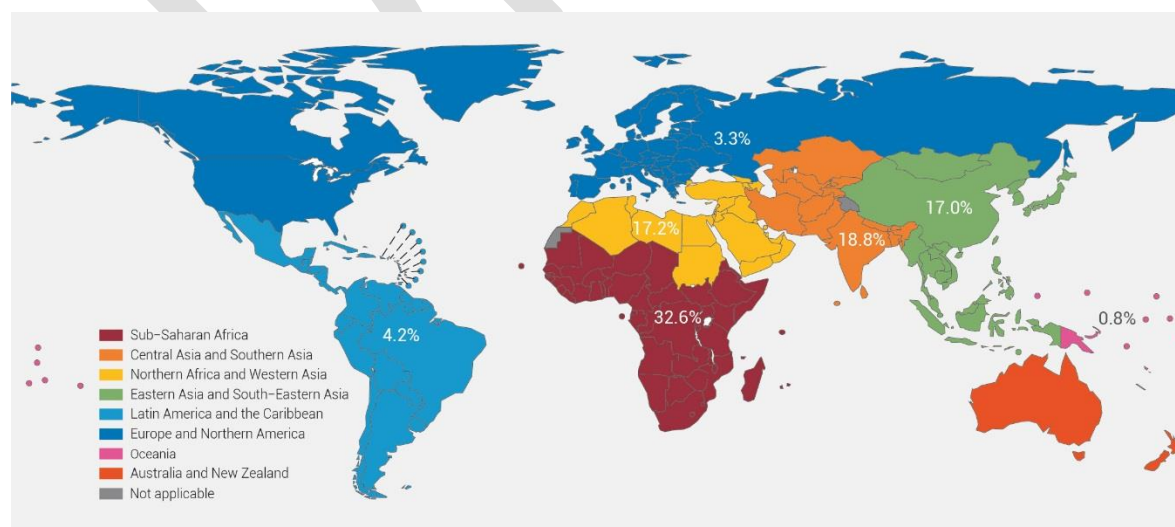 3.3%
17.2%
17.0%
18.8%
32.6%
0.8%
4.2%
Sub-Saharan Africa
Central Asia and Southern Asia
Northern Africa and Western Asia
Eastern Asia and South-Eastern Asia
Latin America and the Caribbean
Europe and Northern America
Oceania
Australia and New Zealand
Not applicable